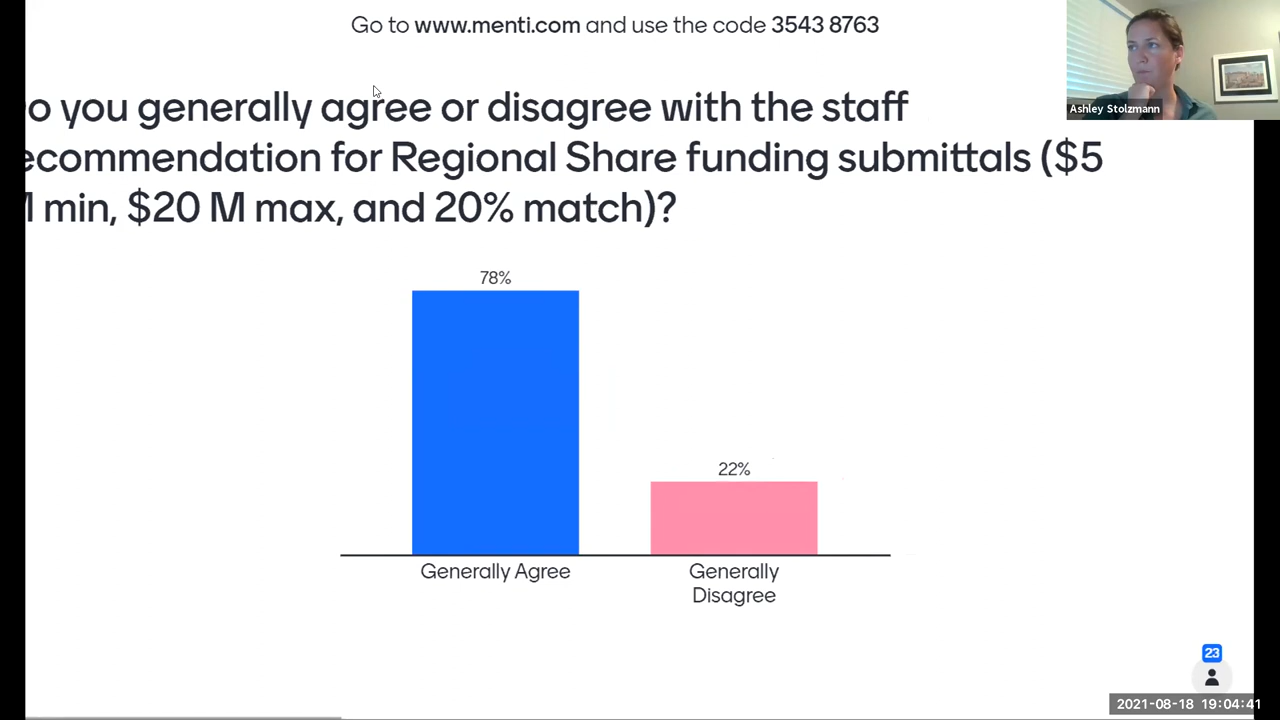 Go to www.menti.com and use the code 3543 8763
Ashley Stolzmann
o you generally agree or disagree with the staff
ecommendation for Regional Share funding submittals ($5
M min, $20 M max, and 20% match)?
78%
22%
Generally Agree
Generally
Disagree
23
2021-08-18 19:04:41